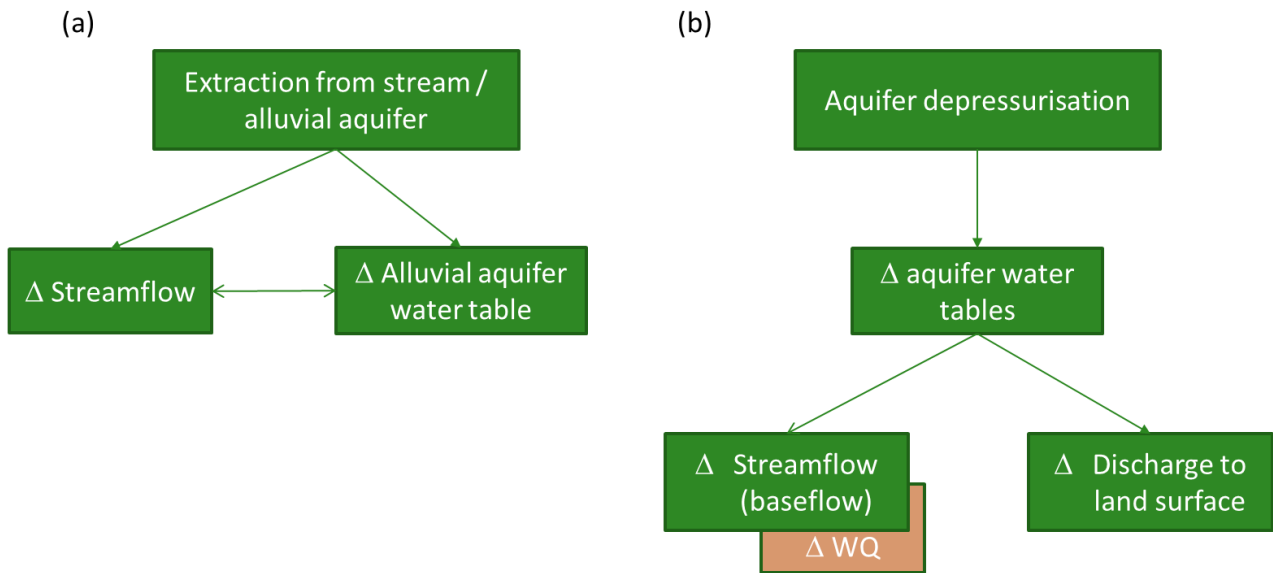 (a)
Extraction from stream /
alluvial aquifer
Δ Streamflow
Δ Alluvial aquifer
water table
(b)
Aquifer depressurisation
Δ aquifer water
tables
Δ Streamflow
(baseflow)
Δ WQ
Δ Discharge to
land surface